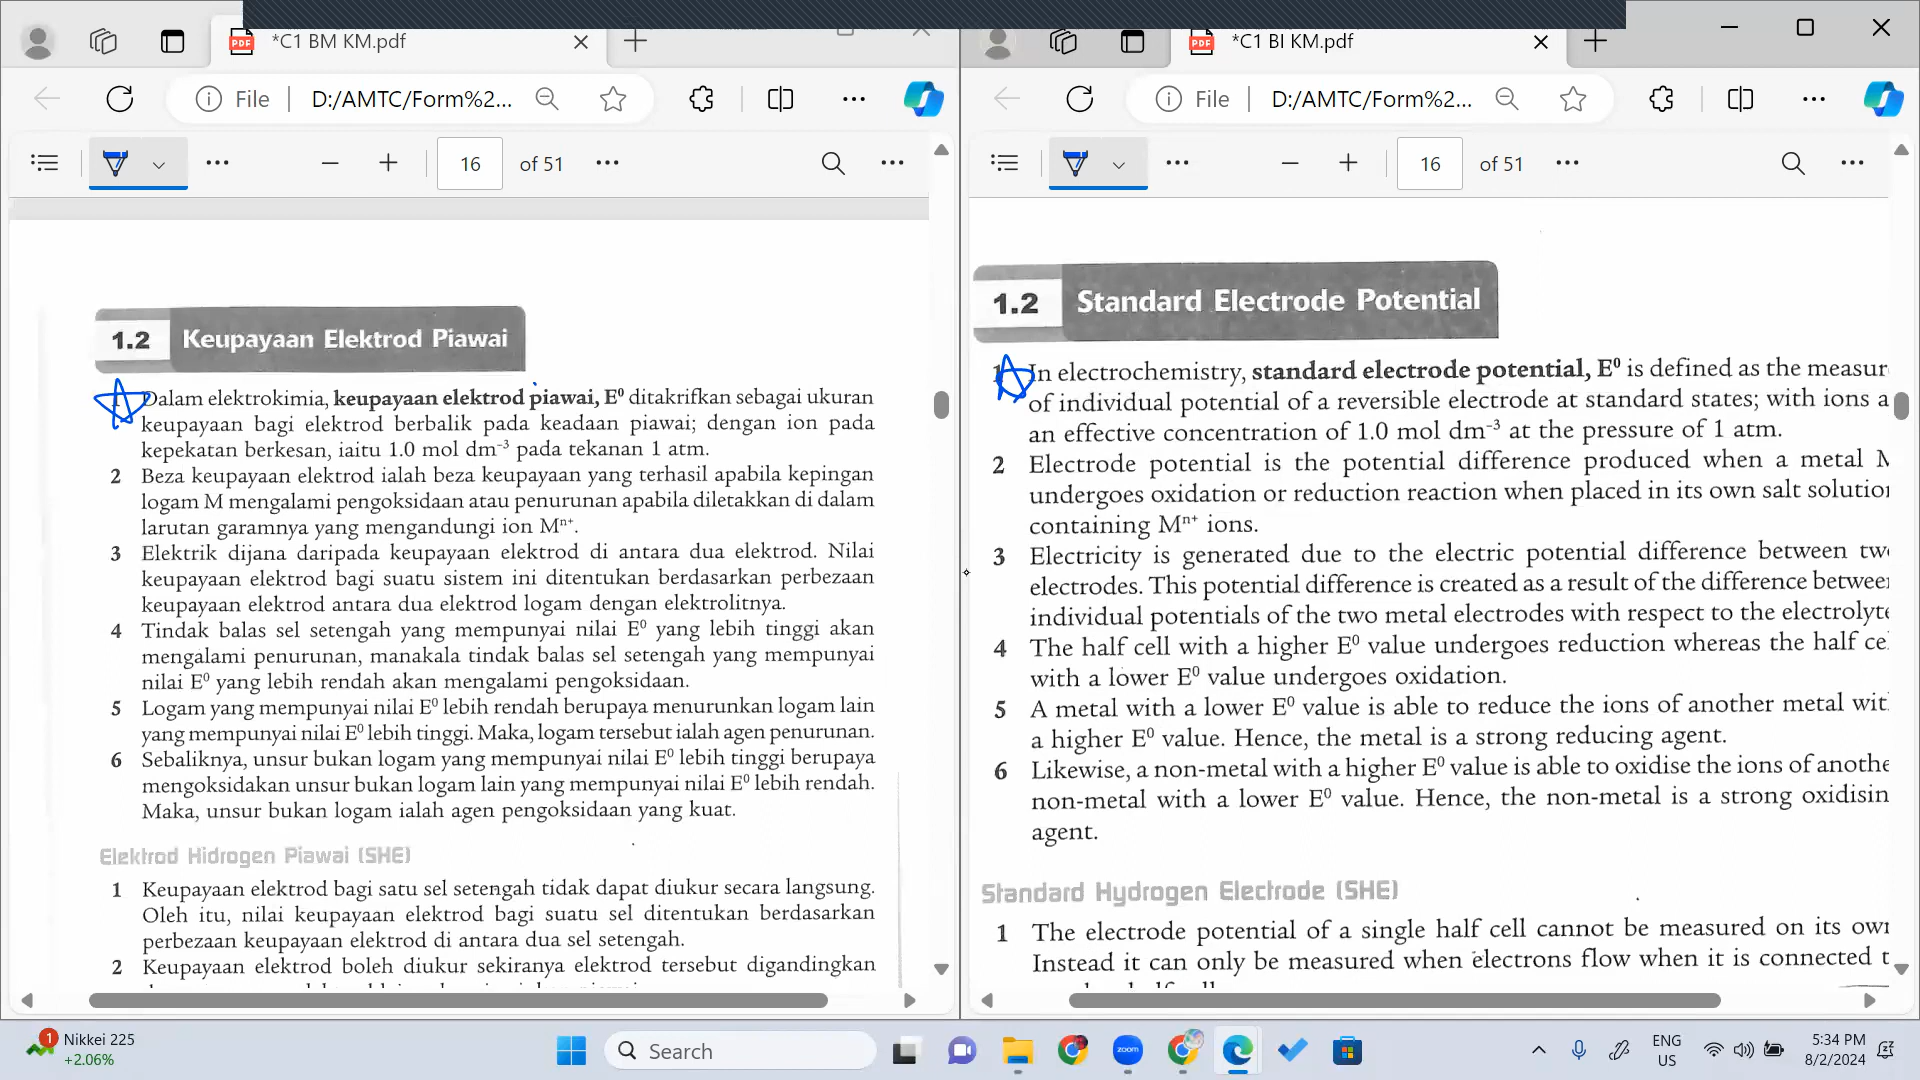 *C1 BM KM.pdf
*C1 BI KM.pdf
File
D:/AMTC/Form%2...
File
D:/AMTC/Form%2...
16 of 51
16 of 51
1.2 Keupayaan Elektrod Piawai
1 Dalam elektrokimia, keupayaan elektrod piawai, E⁰ ditakrifkan sebagai ukuran
keupayaan bagi elektrod berbalik pada keadaan piawai; dengan ion pada
kepekatan berkesan, iaitu 1.0 mol dm⁻³ pada tekanan 1 atm.
2 Beza keupayaan elektrod ialah beza keupayaan yang terhasil apabila kepingan
logam M mengalami pengoksidaan atau penurunan apabila diletakkan di dalam
larutan garamnya yang mengandungi ion Mⁿ⁺.
3 Elektrik dijana daripada keupayaan elektrod di antara dua elektrod. Nilai
keupayaan elektrod bagi suatu sistem ini ditentukan berdasarkan perbezaan
keupayaan elektrod antara dua elektrod logam dengan elektrolitnya.
4 Tindak balas sel setengah yang mempunyai nilai E⁰ yang lebih tinggi akan
mengalami penurunan, manakala tindak balas sel setengah yang mempunyai
nilai E⁰ yang lebih rendah akan mengalami pengoksidaan.
5 Logam yang mempunyai nilai E⁰ lebih rendah berupaya menurunkan logam lain
yang mempunyai nilai E⁰ lebih tinggi. Maka, logam tersebut ialah agen penurunan.
6 Sebaliknya, unsur bukan logam yang mempunyai nilai E⁰ lebih tinggi berupaya
mengoksidakan unsur bukan logam lain yang mempunyai nilai E⁰ lebih rendah.
Maka, unsur bukan logam ialah agen pengoksidaan yang kuat.
Elektrod Hidrogen Piawai (SHE)
1 Keupayaan elektrod bagi satu sel setengah tidak dapat diukur secara langsung.
Oleh itu, nilai keupayaan elektrod bagi suatu sel ditentukan berdasarkan
perbezaan keupayaan elektrod di antara dua sel setengah.
2 Keupayaan elektrod boleh diukur sekiranya elektrod tersebut digandingkan
1.2 Standard Electrode Potential
1 In electrochemistry, standard electrode potential, E⁰ is defined as the measur
of individual potential of a reversible electrode at standard states; with ions a
an effective concentration of 1.0 mol dm⁻³ at the pressure of 1 atm.
2 Electrode potential is the potential difference produced when a metal M
undergoes oxidation or reduction reaction when placed in its own salt solution
containing Mⁿ⁺ ions.
3 Electricity is generated due to the electric potential difference between two
electrodes. This potential difference is created as a result of the difference between
individual potentials of the two metal electrodes with respect to the electrolyte
4 The half cell with a higher E⁰ value undergoes reduction whereas the half ce
with a lower E⁰ value undergoes oxidation.
5 A metal with a lower E⁰ value is able to reduce the ions of another metal wit
a higher E⁰ value. Hence, the metal is a strong reducing agent.
6 Likewise, a non-metal with a higher E⁰ value is able to oxidise the ions of anothe
non-metal with a lower E⁰ value. Hence, the non-metal is a strong oxidisin
agent.
Standard Hydrogen Electrode (SHE)
1 The electrode potential of a single half cell cannot be measured on its own
Instead it can only be measured when electrons flow when it is connected t
1
Nikkei 225
+2.06%
Search
zoom
ENG
US
5:34 PM
8/2/2024